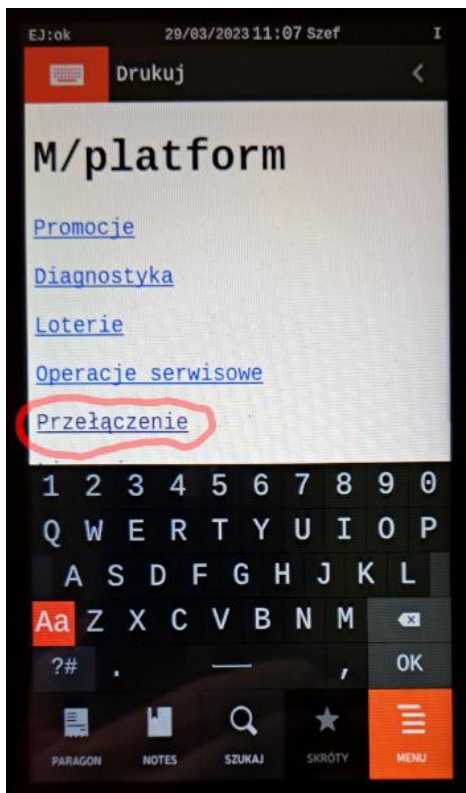 EJ:ok 29/03/2023 11:07 Szef I
Drukuj
M/platform
Promocje
Diagnostyka
Loterie
Operacje serwisowe
Przełączenie
1 2 3 4 5 6 7 8 9 0
Q W E R T Y U I O P
A S D F G H J K L
Aa Z X C V B N M
?# . , OK
PARAGON NOTES SZUKAJ SKRÓTY MENU